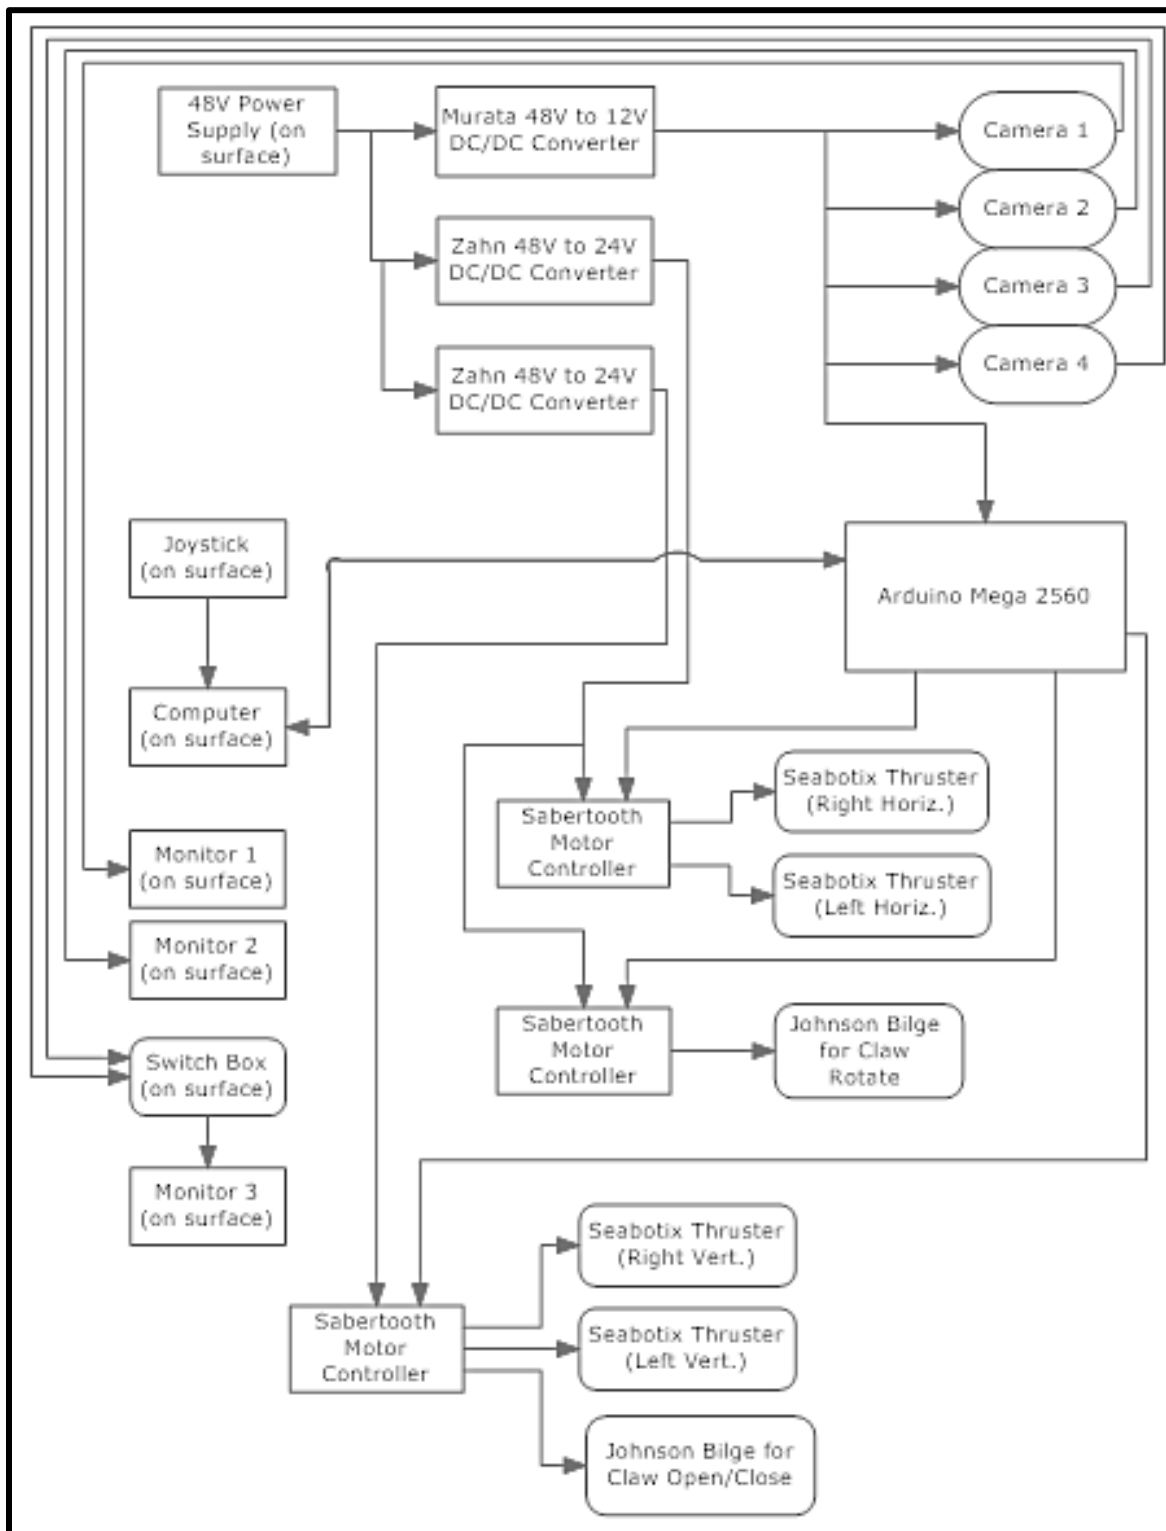 48V Power
Supply (on
surface)
Murata 48V to 12V
DC/DC Converter
Camera 1
Camera 2
Zahn 48V to 24V
DC/DC Converter
Camera 3
Zahn 48V to 24V
DC/DC Converter
Camera 4
Joystick
(on surface)
Arduino Mega 2560
Computer
(on surface)
Seabotix Thruster
(Right Horiz.)
Sabertooth
Motor
Controller
Monitor 1
(on surface)
Seabotix Thruster
(Left Horiz.)
Monitor 2
(on surface)
Sabertooth
Motor
Controller
Johnson Bilge
for Claw
Rotate
Switch Box
(on surface)
Monitor 3
(on surface)
Seabotix Thruster
(Right Vert.)
Sabertooth
Motor
Controller
Seabotix Thruster
(Left Vert.)
Johnson Bilge for
Claw Open/Close